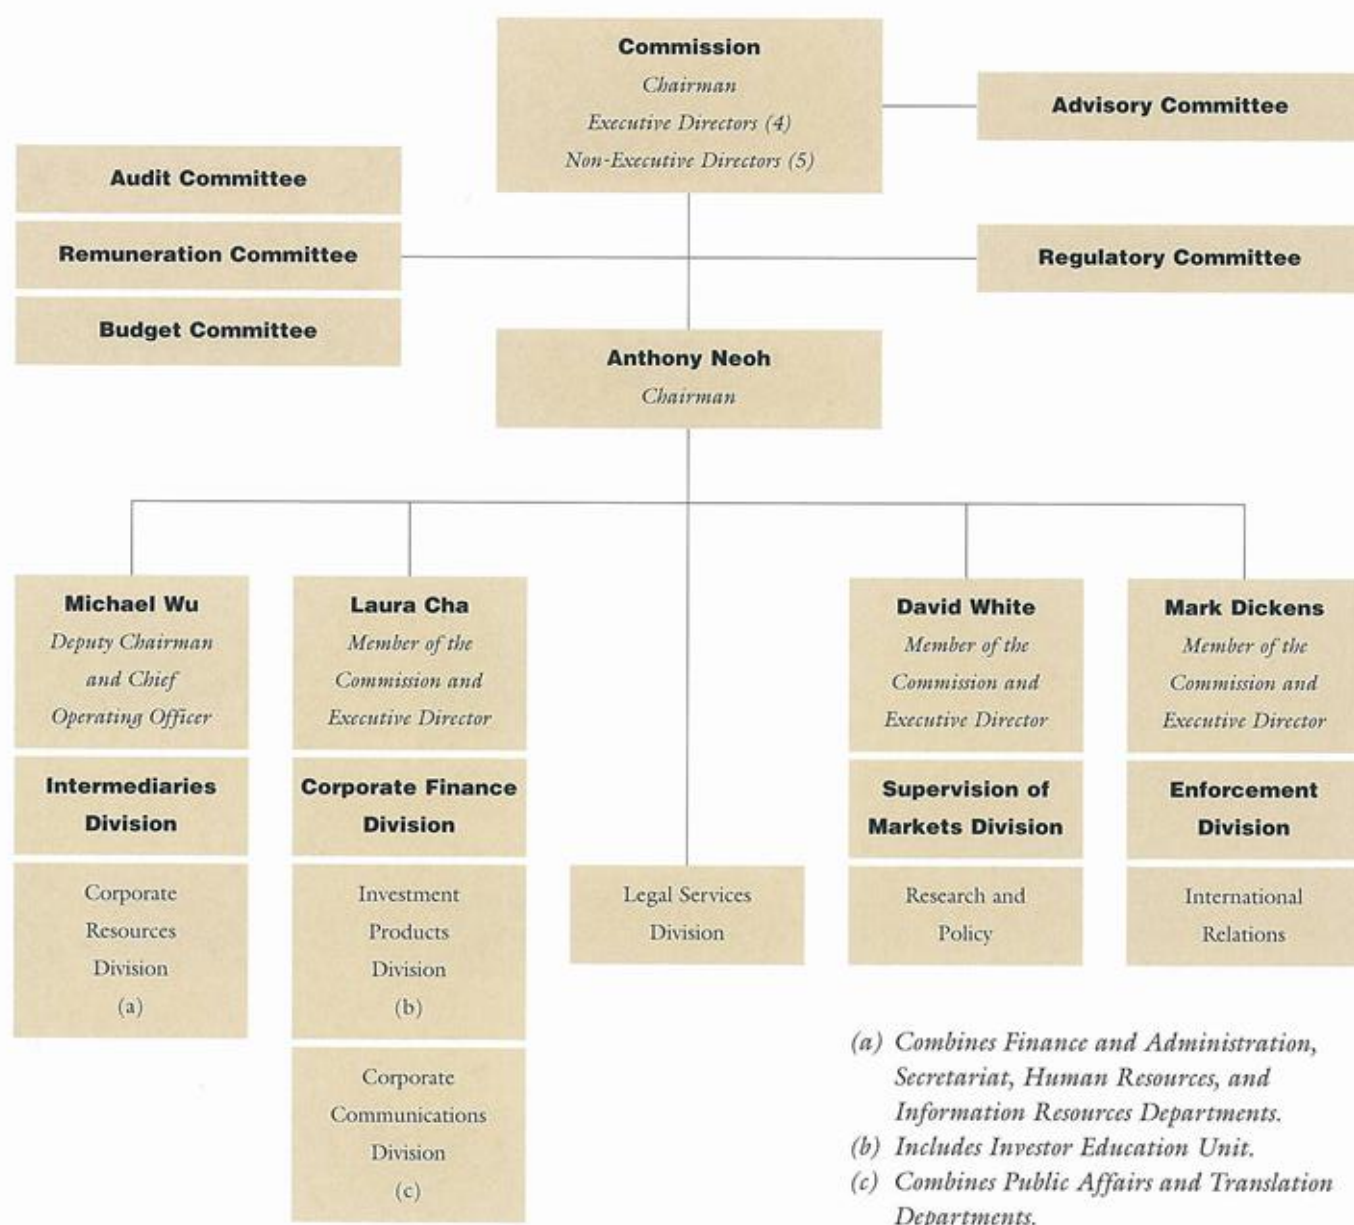 Commission
Chairman
Executive Directors (4)
Non-Executive Directors (5)
Advisory Committee
Audit Committee
Remuneration Committee
Budget Committee
Regulatory Committee
Anthony Neoh
Chairman
Michael Wu
Deputy Chairman
and Chief
Operating Officer
Intermediaries
Division
Corporate
Resources
Division
(a)
Laura Cha
Member of the
Commission and
Executive Director
Corporate Finance
Division
Investment
Products
Division
(b)
Corporate
Communications
Division
(c)
Legal Services
Division
David White
Member of the
Commission and
Executive Director
Supervision of
Markets Division
Research and
Policy
Mark Dickens
Member of the
Commission and
Executive Director
Enforcement
Division
International
Relations
(a) Combines Finance and Administration,
Secretariat, Human Resources, and
Information Resources Departments.
(b) Includes Investor Education Unit.
(c) Combines Public Affairs and Translation
Departments.